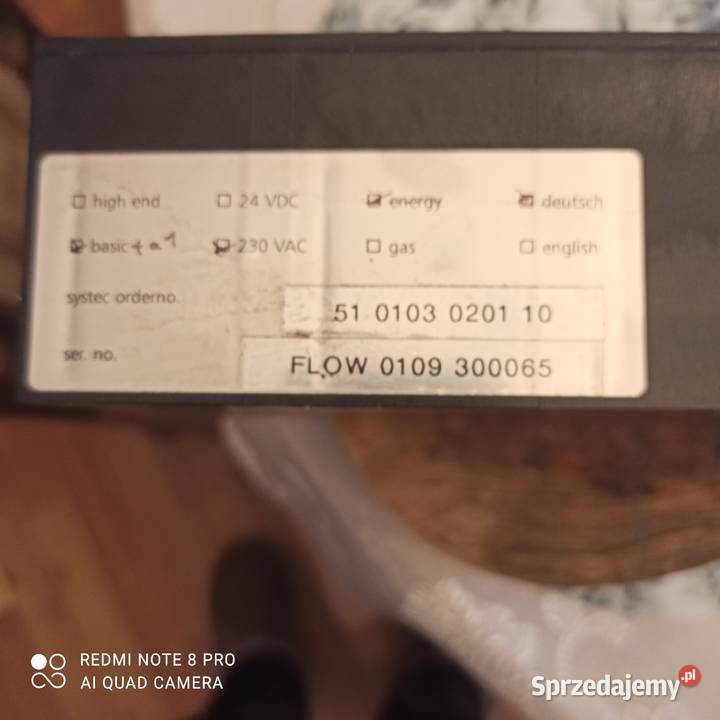 high end 24 VDC energy deutsch
basic 230 VAC gas english
systec orderno. 51 0103 0201 10
ser. no. FLOW 0109 300065
REDMI NOTE 8 PRO
AI QUAD CAMERA
Sprzedajemy.pl